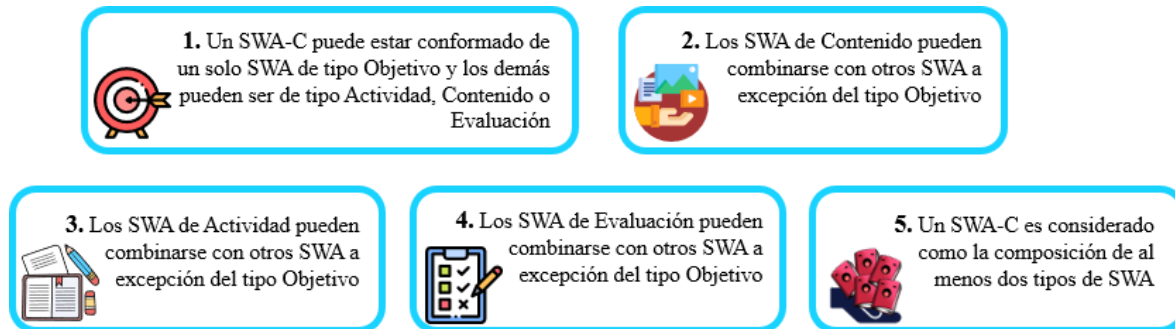 1. Un SWA-C puede estar conformado de
un solo SWA de tipo Objetivo y los demás
pueden ser de tipo Actividad, Contenido o
Evaluación
2. Los SWA de Contenido pueden
combinarse con otros SWA a
excepción del tipo Objetivo
3. Los SWA de Actividad pueden
combinarse con otros SWA a
excepción del tipo Objetivo
4. Los SWA de Evaluación pueden
combinarse con otros SWA a
excepción del tipo Objetivo
5. Un SWA-C es considerado
como la composición de al
menos dos tipos de SWA